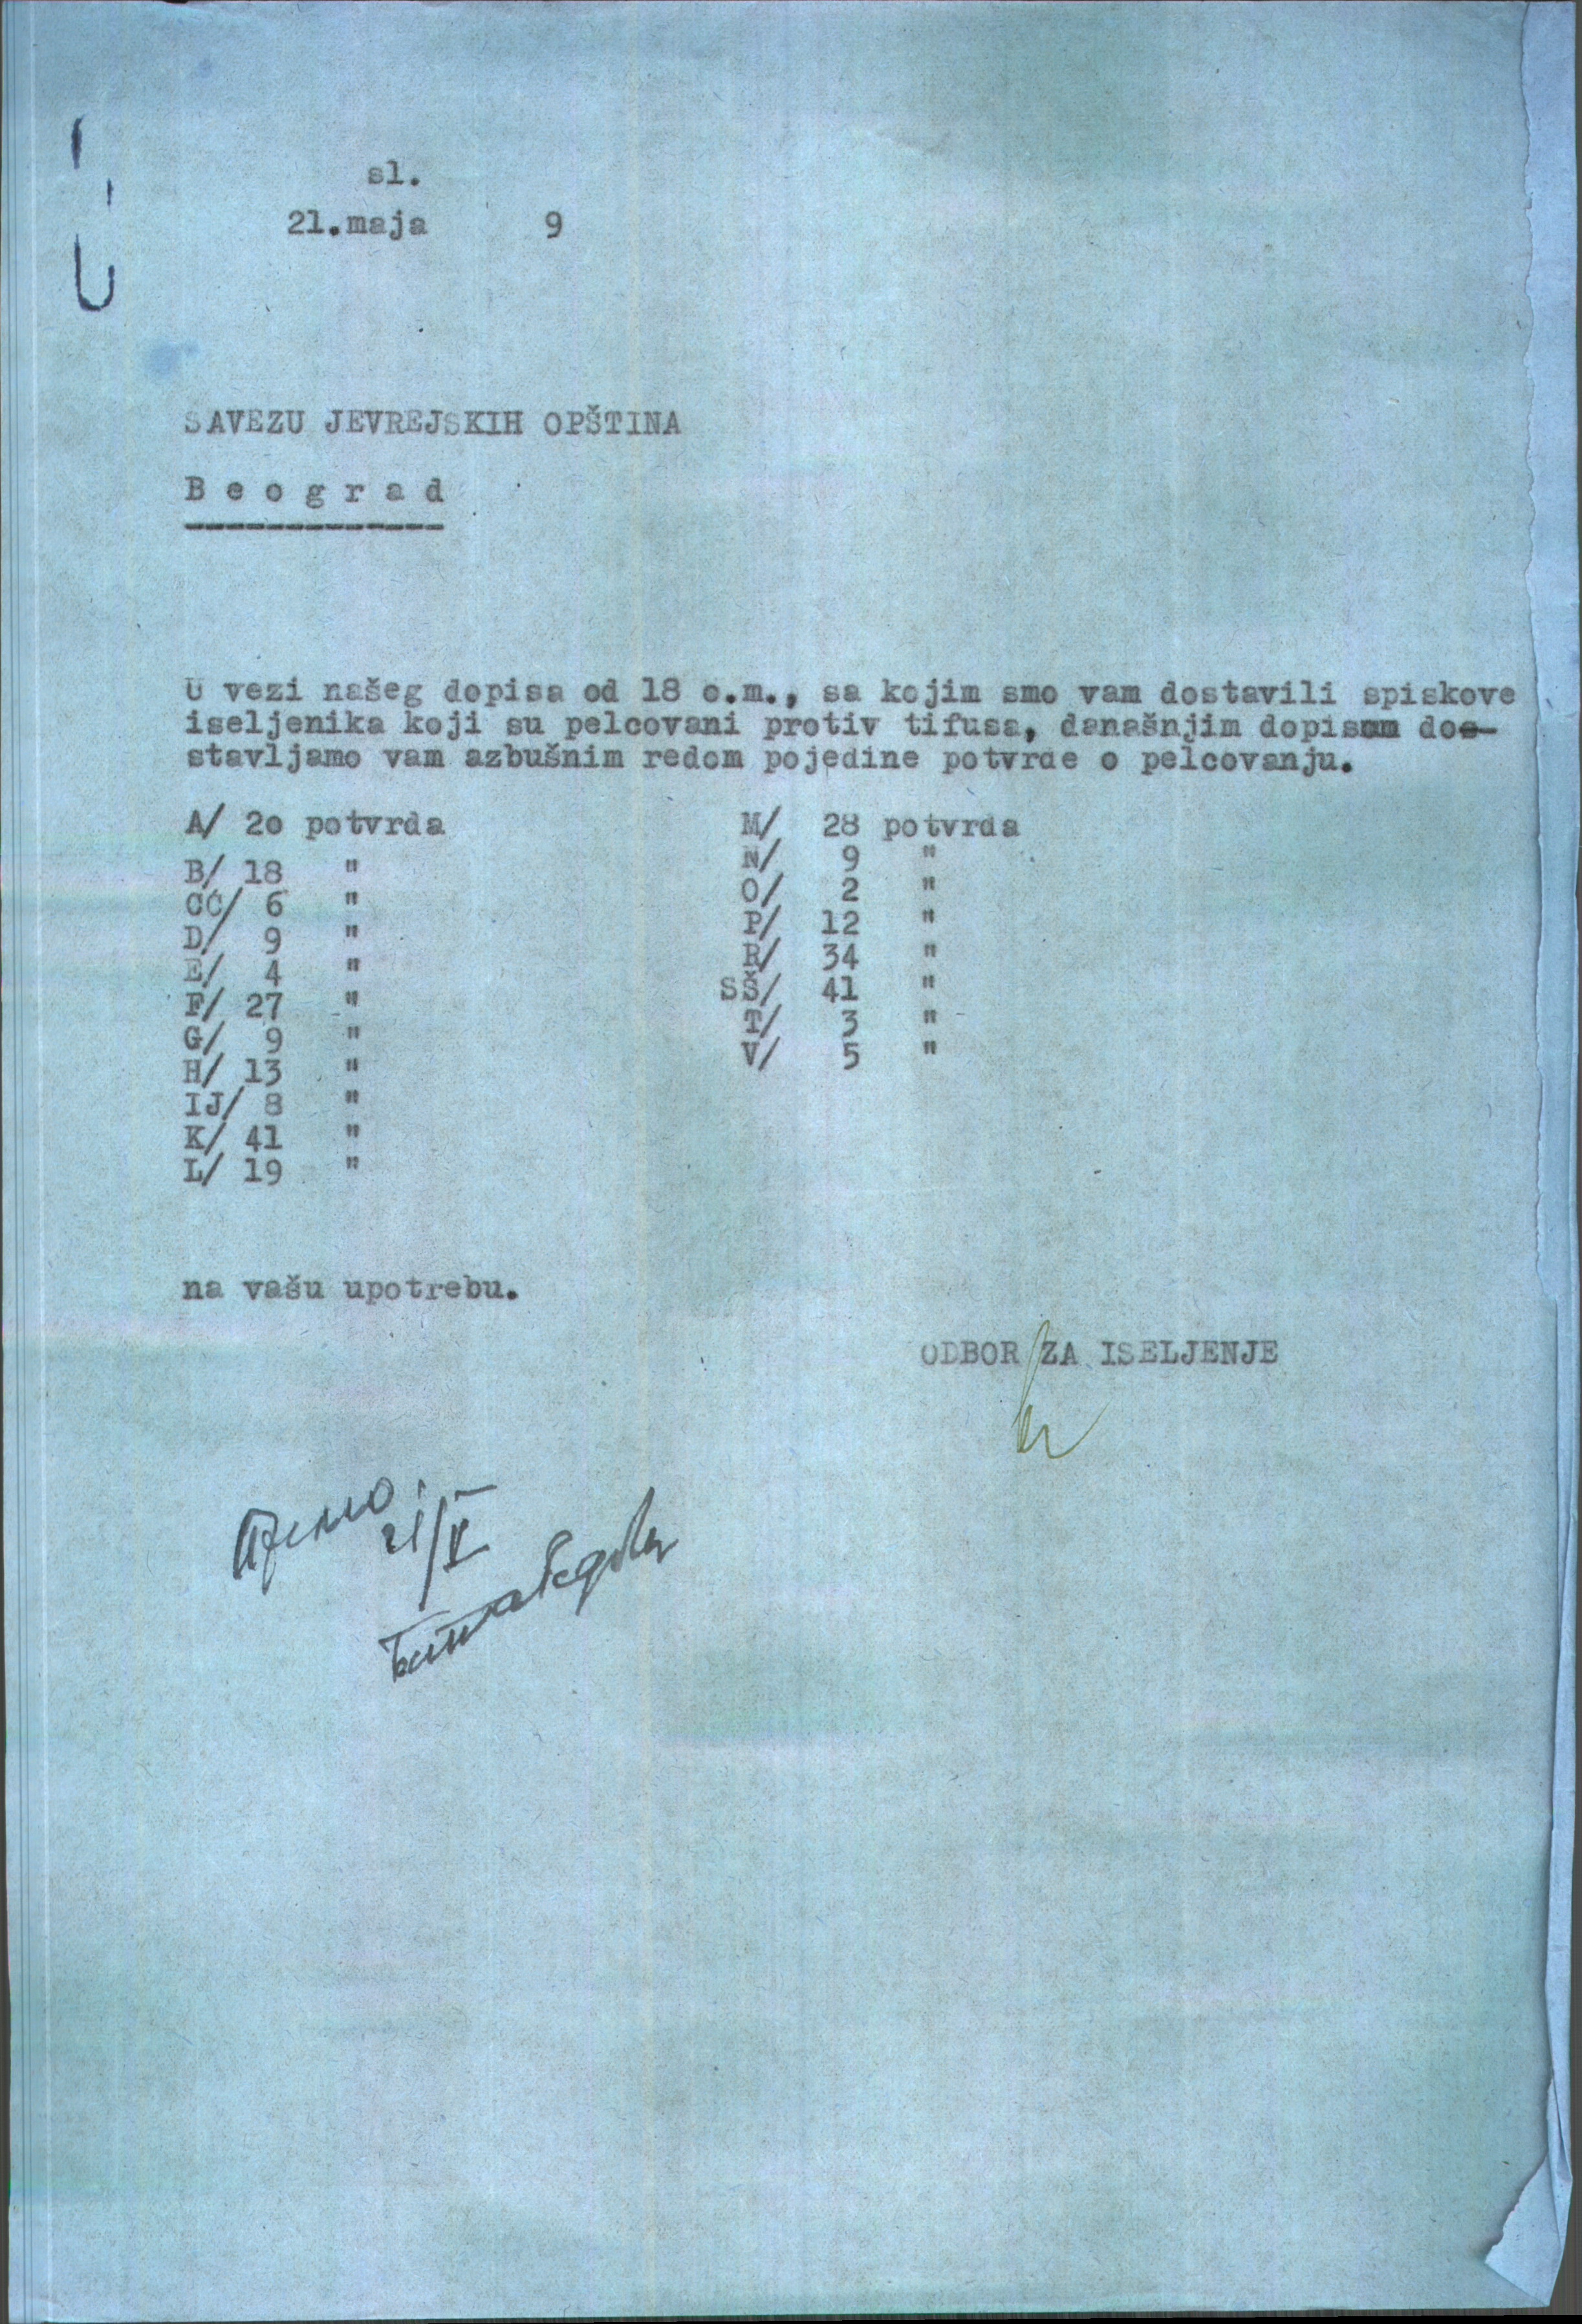 sl.
21.maja 9
SAVEZU JEVREJSKIH OPŠTINA
B e o g r a d
U vezi našeg dopisa od 18 o.m., sa kojim smo vam dostavili spiskove
iseljenika koji su pelcovani protiv tifusa, današnjim dopisom do-
stavljamo vam azbušnim redom pojedine potvrde o pelcovanju.
A/ 20 potvrda
B/ 18 "
CĆ/ 6 "
D/ 9 "
E/ 4 "
F/ 27 "
G/ 9 "
H/ 13 "
IJ/ 8 "
K/ 41 "
L/ 19 "
M/ 28 potvrda
N/ 9 "
O/ 2 "
P/ 12 "
R/ 34 "
SŠ/ 41 "
T/ 3 "
V/ 5 "
na vašu upotrebu.
ODBOR ZA ISELJENJE
21/V